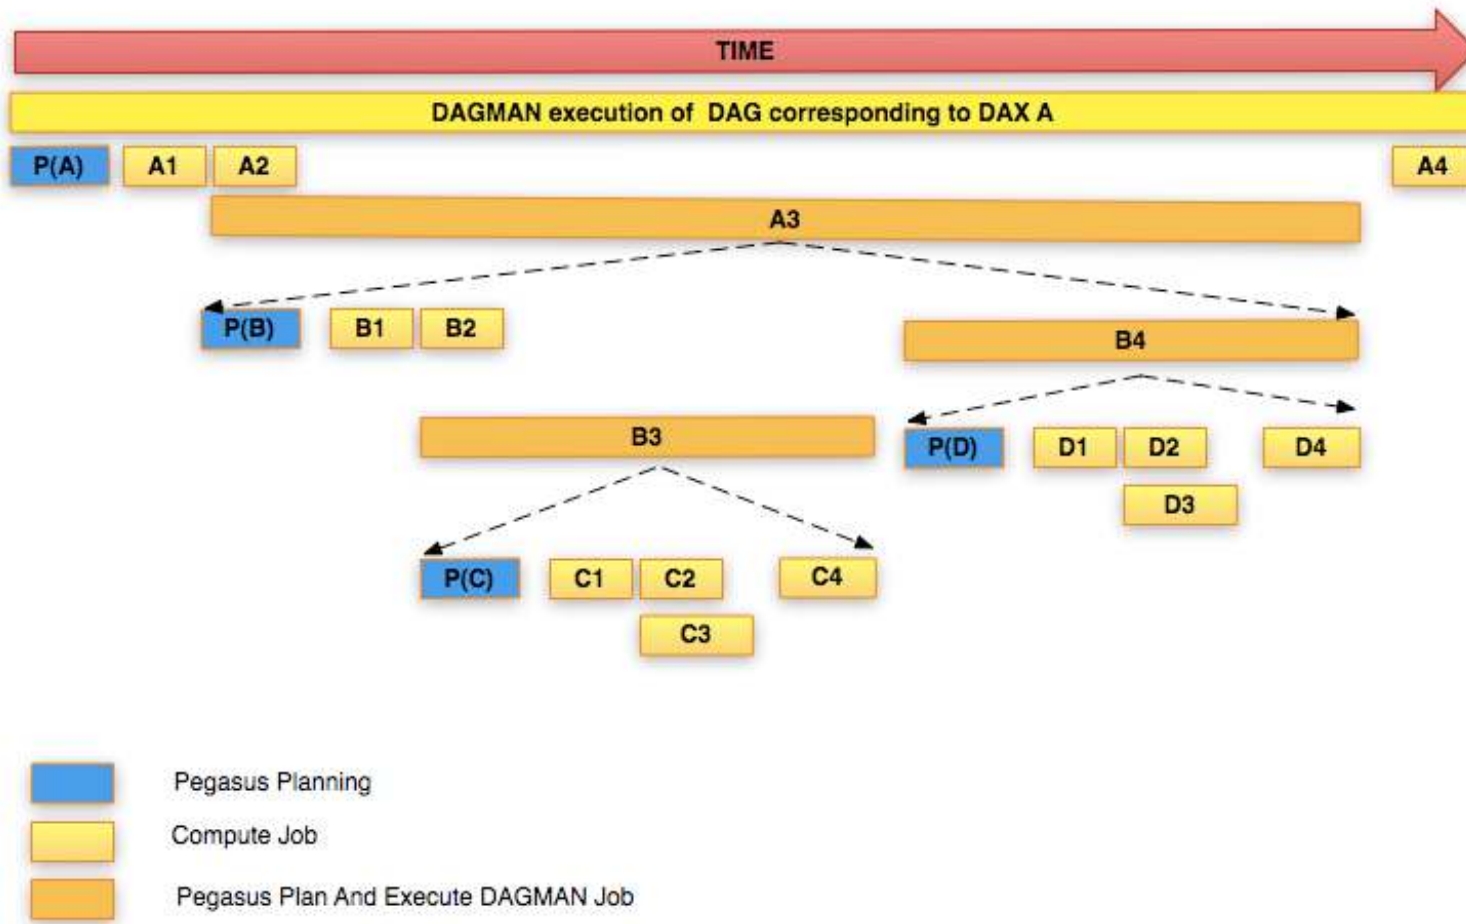 TIME
DAGMAN execution of DAG corresponding to DAX A
P(A) A1 A2 A4
A3
P(B) B1 B2
B4
B3
P(D) D1 D2 D4
D3
P(C) C1 C2 C4
C3
Pegasus Planning
Compute Job
Pegasus Plan And Execute DAGMAN Job